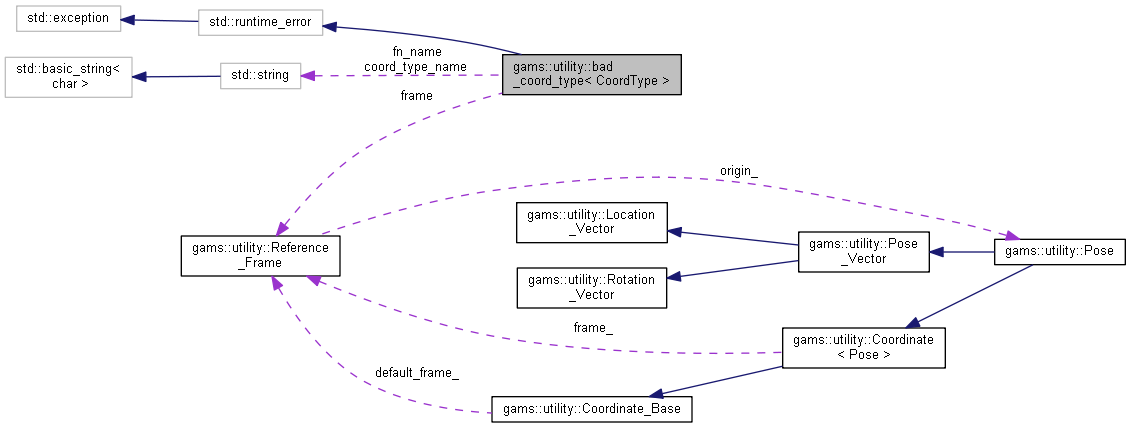 std::exception
std::runtime_error
std::basic_string<
char >
std::string
fn_name
coord_type_name
gams::utility::bad
_coord_type< CoordType >
frame
origin_
gams::utility::Location
_Vector
gams::utility::Reference
_Frame
gams::utility::Pose
_Vector
gams::utility::Pose
gams::utility::Rotation
_Vector
frame_
gams::utility::Coordinate
< Pose >
default_frame_
gams::utility::Coordinate_Base